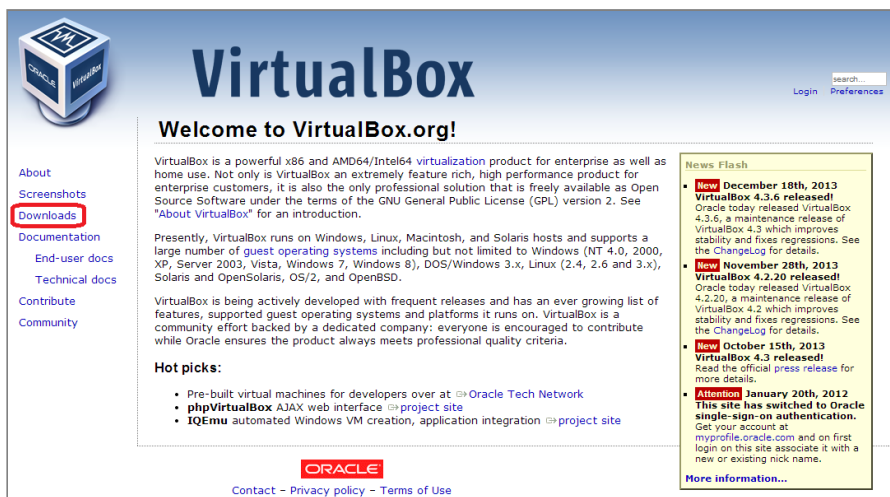 ORACLE
VirtualBox
VirtualBox
search...
Login Preferences
Welcome to VirtualBox.org!
About
Screenshots
Downloads
Documentation
End-user docs
Technical docs
Contribute
Community
VirtualBox is a powerful x86 and AMD64/Intel64 virtualization product for enterprise as well as
home use. Not only is VirtualBox an extremely feature rich, high performance product for
enterprise customers, it is also the only professional solution that is freely available as Open
Source Software under the terms of the GNU General Public License (GPL) version 2. See
"About VirtualBox" for an introduction.
Presently, VirtualBox runs on Windows, Linux, Macintosh, and Solaris hosts and supports a
large number of guest operating systems including but not limited to Windows (NT 4.0, 2000,
XP, Server 2003, Vista, Windows 7, Windows 8), DOS/Windows 3.x, Linux (2.4, 2.6 and 3.x),
Solaris and OpenSolaris, OS/2, and OpenBSD.
VirtualBox is being actively developed with frequent releases and has an ever growing list of
features, supported guest operating systems and platforms it runs on. VirtualBox is a
community effort backed by a dedicated company: everyone is encouraged to contribute
while Oracle ensures the product always meets professional quality criteria.
Hot picks:
• Pre-built virtual machines for developers over at Oracle Tech Network
• phpVirtualBox AJAX web interface project site
• IQEmu automated Windows VM creation, application integration project site
News Flash
New December 18th, 2013
VirtualBox 4.3.6 released!
Oracle today released VirtualBox
4.3.6, a maintenance release of
VirtualBox 4.3 which improves
stability and fixes regressions. See
the ChangeLog for details.
New November 28th, 2013
VirtualBox 4.2.20 released!
Oracle today released VirtualBox
4.2.20, a maintenance release of
VirtualBox 4.2 which improves
stability and fixes regressions. See
the ChangeLog for details.
New October 15th, 2013
VirtualBox 4.3 released!
Read the official press release for
more details.
Attention January 20th, 2012
This site has switched to Oracle
single-sign-on authentication.
Get your account at
myprofile.oracle.com and on first
login on this site associate it with a
new or existing nick name.
More information...
ORACLE
Contact – Privacy policy – Terms of Use